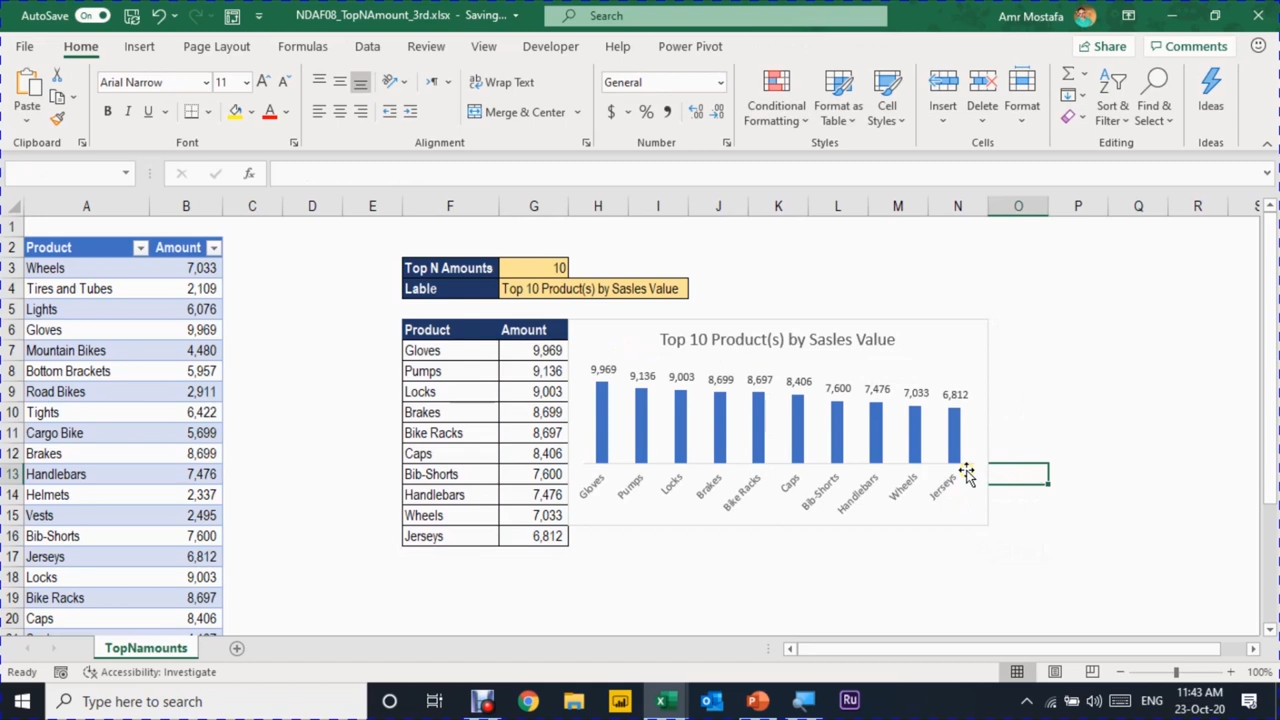 AutoSave On NDAF08_TopNAmount_3rd.xlsx - Saving... Search Amr Mostafa
File Home Insert Page Layout Formulas Data Review View Developer Help Power Pivot Share Comments
Arial Narrow 11 Wrap Text General
Paste B I U Merge & Center $ % Conditional Formatting Format as Table Cell Styles Insert Delete Format Sort & Filter Find & Select Ideas
Clipboard Font Alignment Number Styles Cells Editing Ideas
fx
A B C D E F G H I J K L M N O P Q R S
1
2 Product Amount
3 Wheels 7,033 Top N Amounts 10
4 Tires and Tubes 2,109 Lable Top 10 Product(s) by Sasles Value
5 Lights 6,076
6 Gloves 9,969 Product Amount
7 Mountain Bikes 4,480 Gloves 9,969
8 Bottom Brackets 5,957 Pumps 9,136
9 Road Bikes 2,911 Locks 9,003
10 Tights 6,422 Brakes 8,699
11 Cargo Bike 5,699 Bike Racks 8,697
12 Brakes 8,699 Caps 8,406
13 Handlebars 7,476 Bib-Shorts 7,600
14 Helmets 2,337 Handlebars 7,476
15 Vests 2,495 Wheels 7,033
16 Bib-Shorts 7,600 Jerseys 6,812
17 Jerseys 6,812
18 Locks 9,003
19 Bike Racks 8,697
20 Caps 8,406
Top 10 Product(s) by Sasles Value
9,969 9,136 9,003 8,699 8,697 8,406 7,600 7,476 7,033 6,812
Gloves Pumps Locks Brakes Bike Racks Caps Bib-Shorts Handlebars Wheels Jerseys
TopNamounts
Ready Accessibility: Investigate 100%
Type here to search Ru ENG 11:43 AM
23-Oct-20